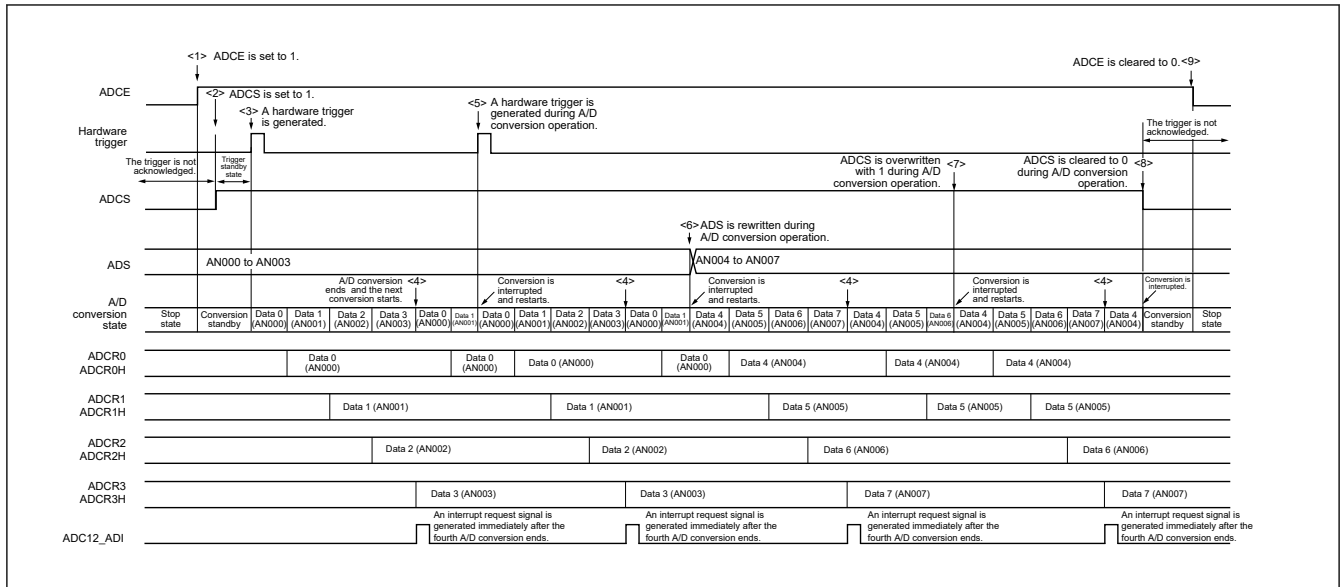 <1> ADCE is set to 1.
ADCE is cleared to 0.<9>
ADCE
<2> ADCS is set to 1.
<3> A hardware trigger
is generated.
<5> A hardware trigger is
generated during A/D
conversion operation.
Hardware
trigger
The trigger is not
acknowledged.
The trigger is not
acknowledged.
Trigger
standby
state
ADCS is overwritten <7>
with 1 during A/D
conversion operation.
ADCS is cleared to 0 <8>
during A/D conversion
operation.
ADCS
<6>ADS is rewritten during
A/D conversion operation.
ADS
AN000 to AN003
AN004 to AN007
A/D conversion <4>
ends and the next
conversion starts.
Conversion is
interrupted
and restarts.
<4>
Conversion is
interrupted
and restarts.
<4>
Conversion is
interrupted
and restarts.
<4>
Conversion is
interrupted.
A/D
conversion
state
Stop
state
Conversion
standby
Data 0
(AN000)
Data 1
(AN001)
Data 2
(AN002)
Data 3
(AN003)
Data 0
(AN000)
Data 1
(AN001)
Data 0
(AN000)
Data 1
(AN001)
Data 2
(AN002)
Data 3
(AN003)
Data 0
(AN000)
Data 1
(AN001)
Data 4
(AN004)
Data 5
(AN005)
Data 6
(AN006)
Data 7
(AN007)
Data 4
(AN004)
Data 5
(AN005)
Data 6
(AN006)
Data 4
(AN004)
Data 5
(AN005)
Data 6
(AN006)
Data 7
(AN007)
Data 4
(AN004)
Conversion
standby
Stop
state
ADCR0
ADCR0H
Data 0
(AN000)
Data 0
(AN000)
Data 0 (AN000)
Data 0
(AN000)
Data 4 (AN004)
Data 4 (AN004)
Data 4 (AN004)
ADCR1
ADCR1H
Data 1 (AN001)
Data 1 (AN001)
Data 5 (AN005)
Data 5 (AN005)
Data 5 (AN005)
ADCR2
ADCR2H
Data 2 (AN002)
Data 2 (AN002)
Data 6 (AN006)
Data 6 (AN006)
ADCR3
ADCR3H
Data 3 (AN003)
Data 3 (AN003)
Data 7 (AN007)
Data 7 (AN007)
ADC12_ADI
An interrupt request signal is
generated immediately after the
fourth A/D conversion ends.
An interrupt request signal is
generated immediately after the
fourth A/D conversion ends.
An interrupt request signal is
generated immediately after the
fourth A/D conversion ends.
An interrupt request signal is
generated immediately after the
fourth A/D conversion ends.